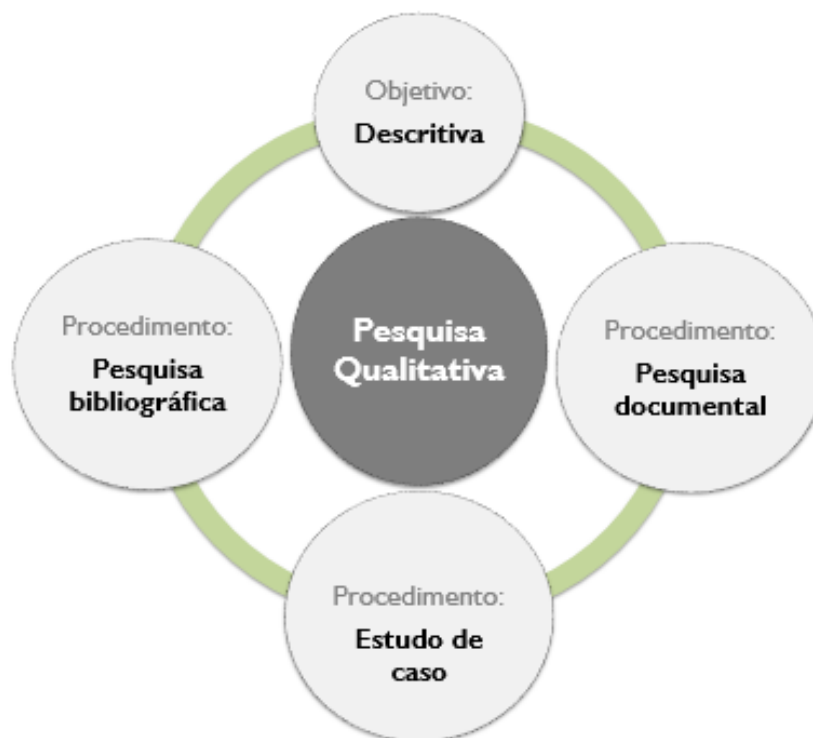 Objetivo:
Descritiva
Procedimento:
Pesquisa
bibliográfica
Pesquisa
Qualitativa
Procedimento:
Pesquisa
documental
Procedimento:
Estudo de
caso